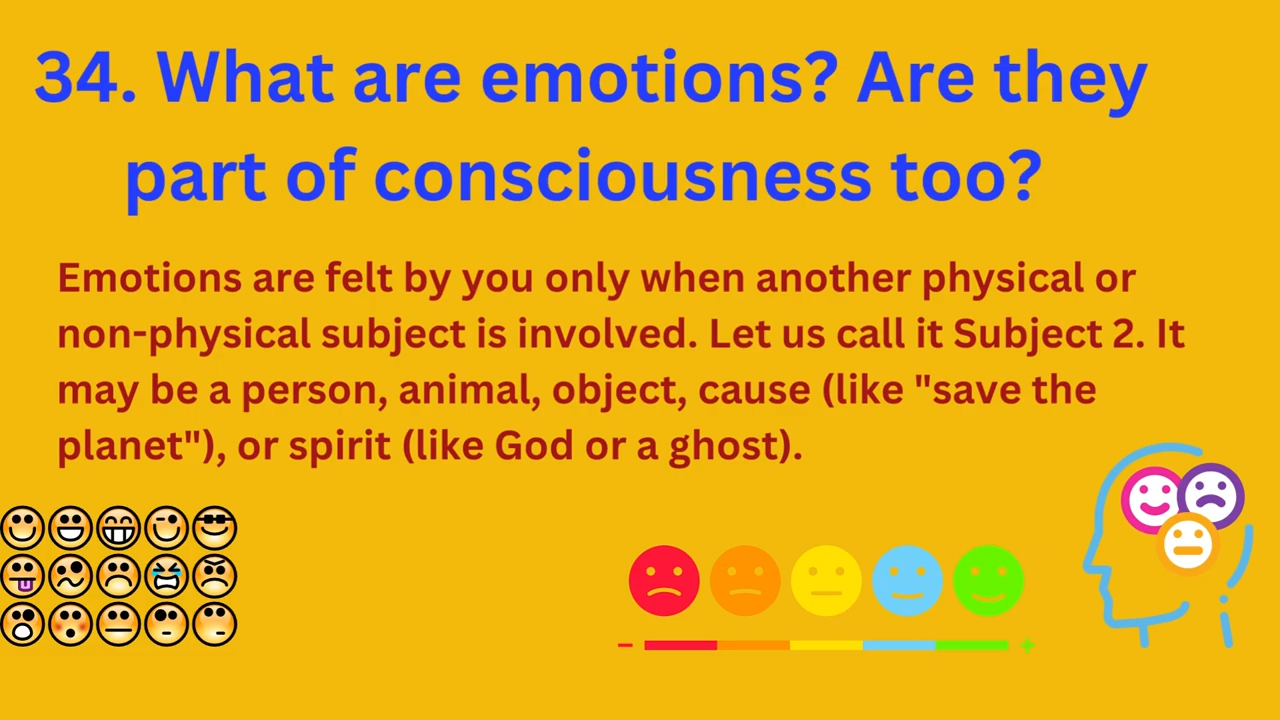 34. What are emotions? Are they
part of consciousness too?
Emotions are felt by you only when another physical or
non-physical subject is involved. Let us call it Subject 2. It
may be a person, animal, object, cause (like "save the
planet"), or spirit (like God or a ghost).